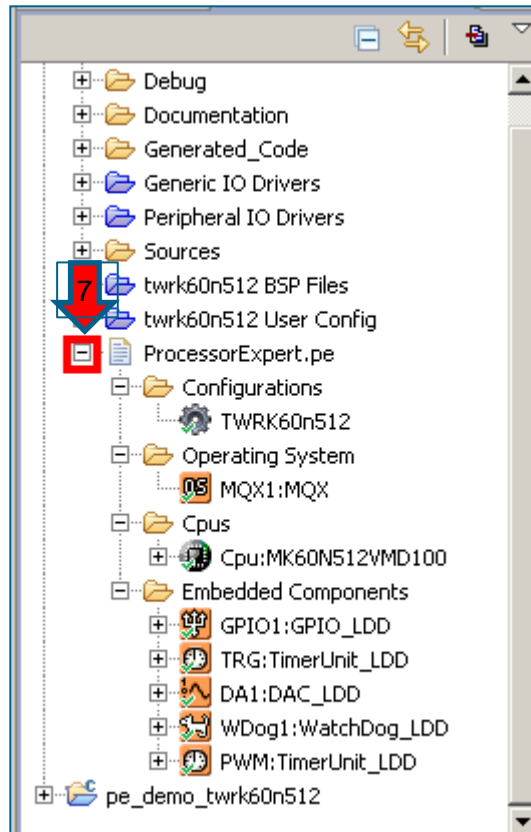 Debug
Documentation
Generated_Code
Generic IO Drivers
Peripheral IO Drivers
Sources
7
twrk60n512 BSP Files
twrk60n512 User Config
ProcessorExpert.pe
Configurations
TWRK60n512
Operating System
OS MQX1:MQX
Cpus
Cpu:MK60N512VMD100
Embedded Components
GPIO1:GPIO_LDD
TRG:TimerUnit_LDD
DA1:DAC_LDD
WDog1:WatchDog_LDD
PWM:TimerUnit_LDD
C
pe_demo_twrk60n512